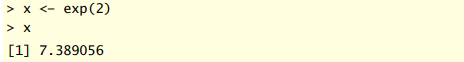 > x <- exp(2)
> x
[1] 7.389056